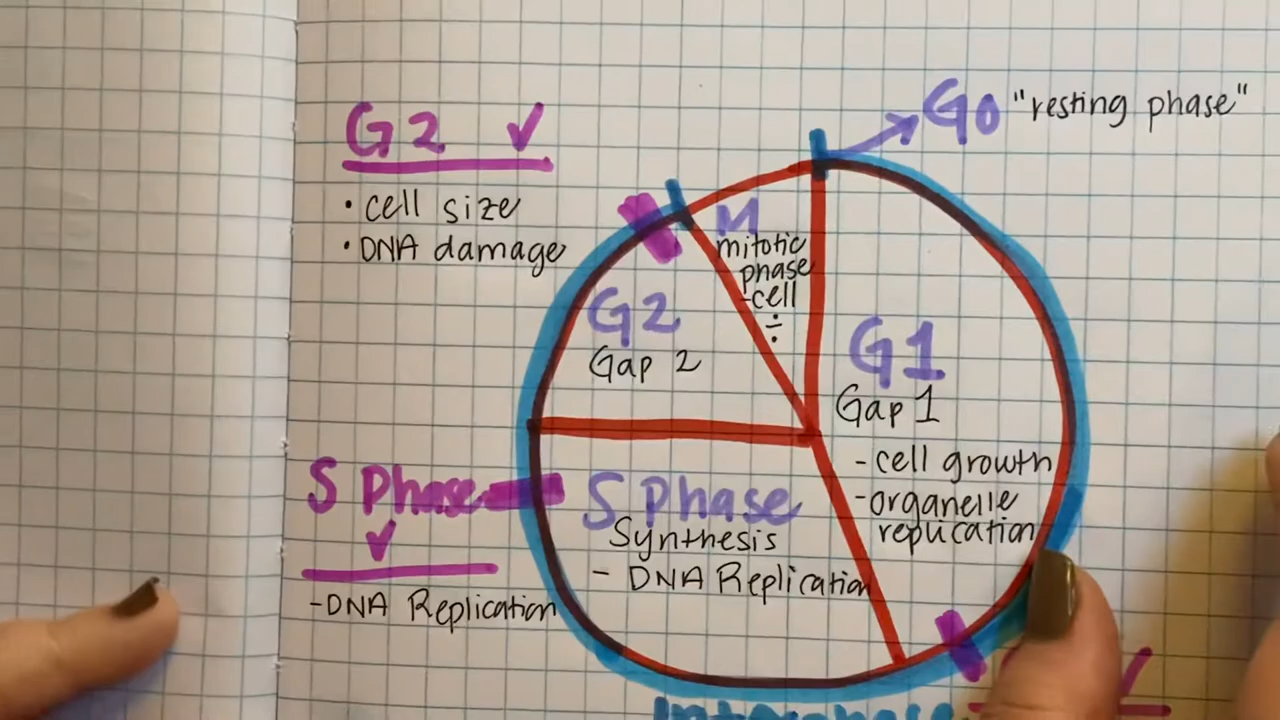 G0 "resting phase"
G2 ✓
• cell size
• DNA damage
M
mitotic
phase
-cell
÷
G2
Gap 2
G1
Gap 1
- cell growth
- organelle
replication
S Phase
✓
- DNA Replication
S Phase
Synthesis
- DNA Replication
Interphase